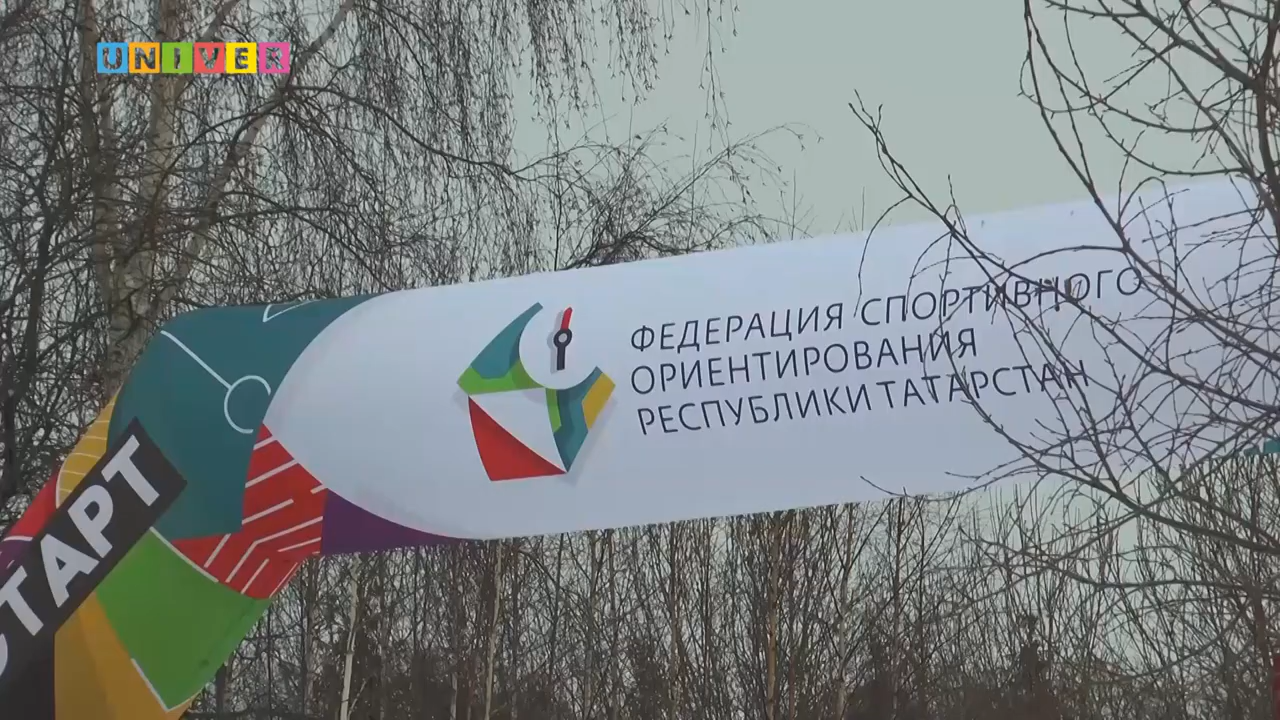 UNIVER
ФЕДЕРАЦИЯ СПОРТИВНОГО
ОРИЕНТИРОВАНИЯ
РЕСПУБЛИКИ ТАТАРСТАН
СТАРТ